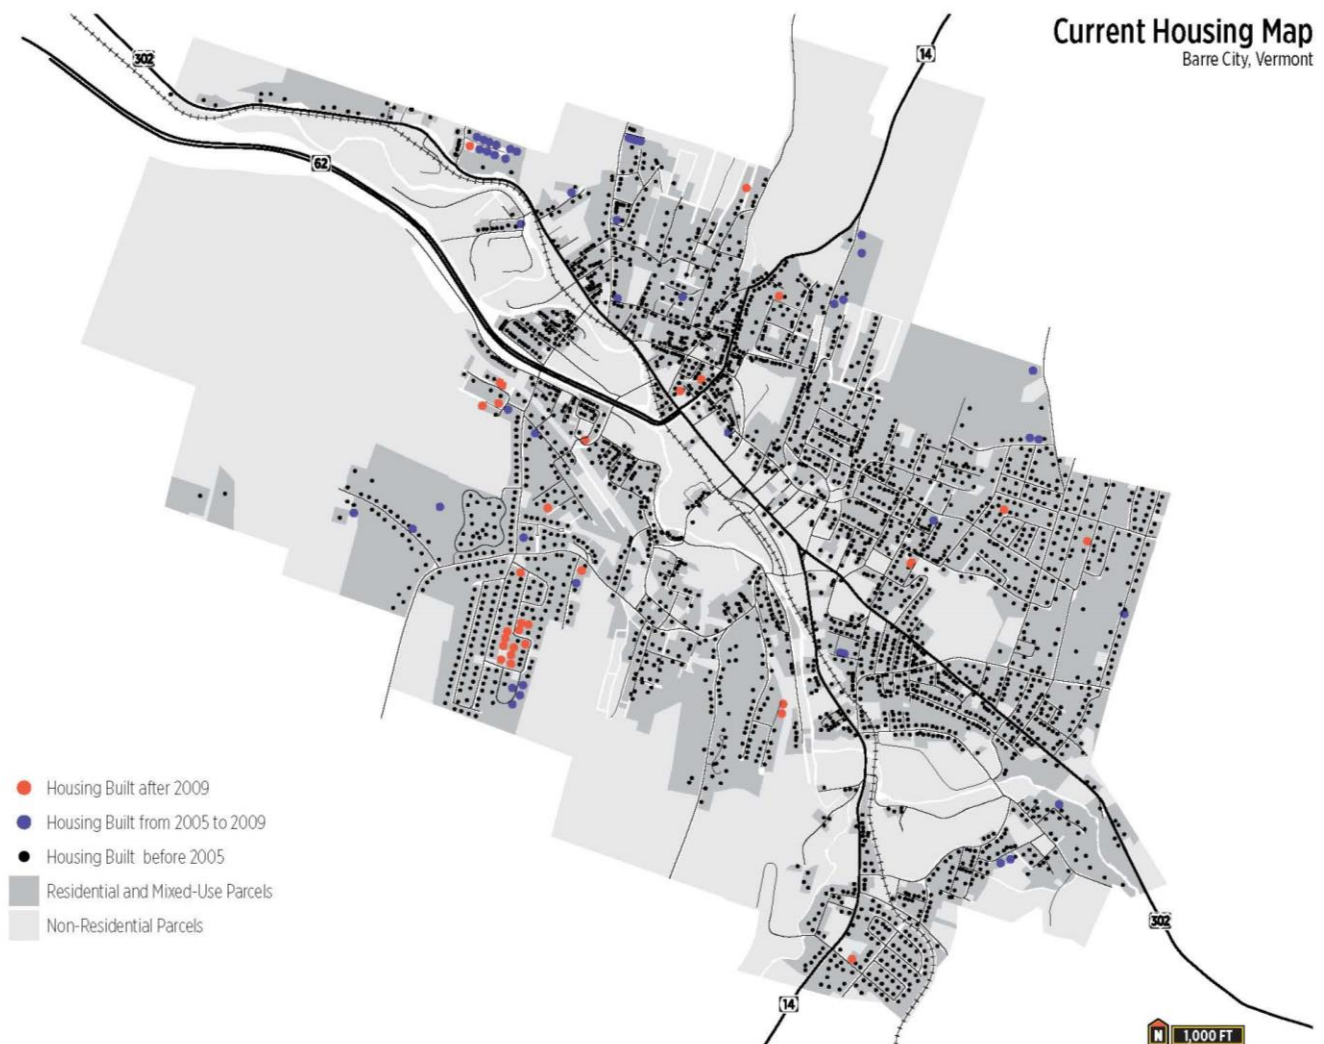 Current Housing Map
Barre City, Vermont
302
14
62
Housing Built after 2009
Housing Built from 2005 to 2009
Housing Built before 2005
Residential and Mixed-Use Parcels
Non-Residential Parcels
302
14
N 1,000 FT